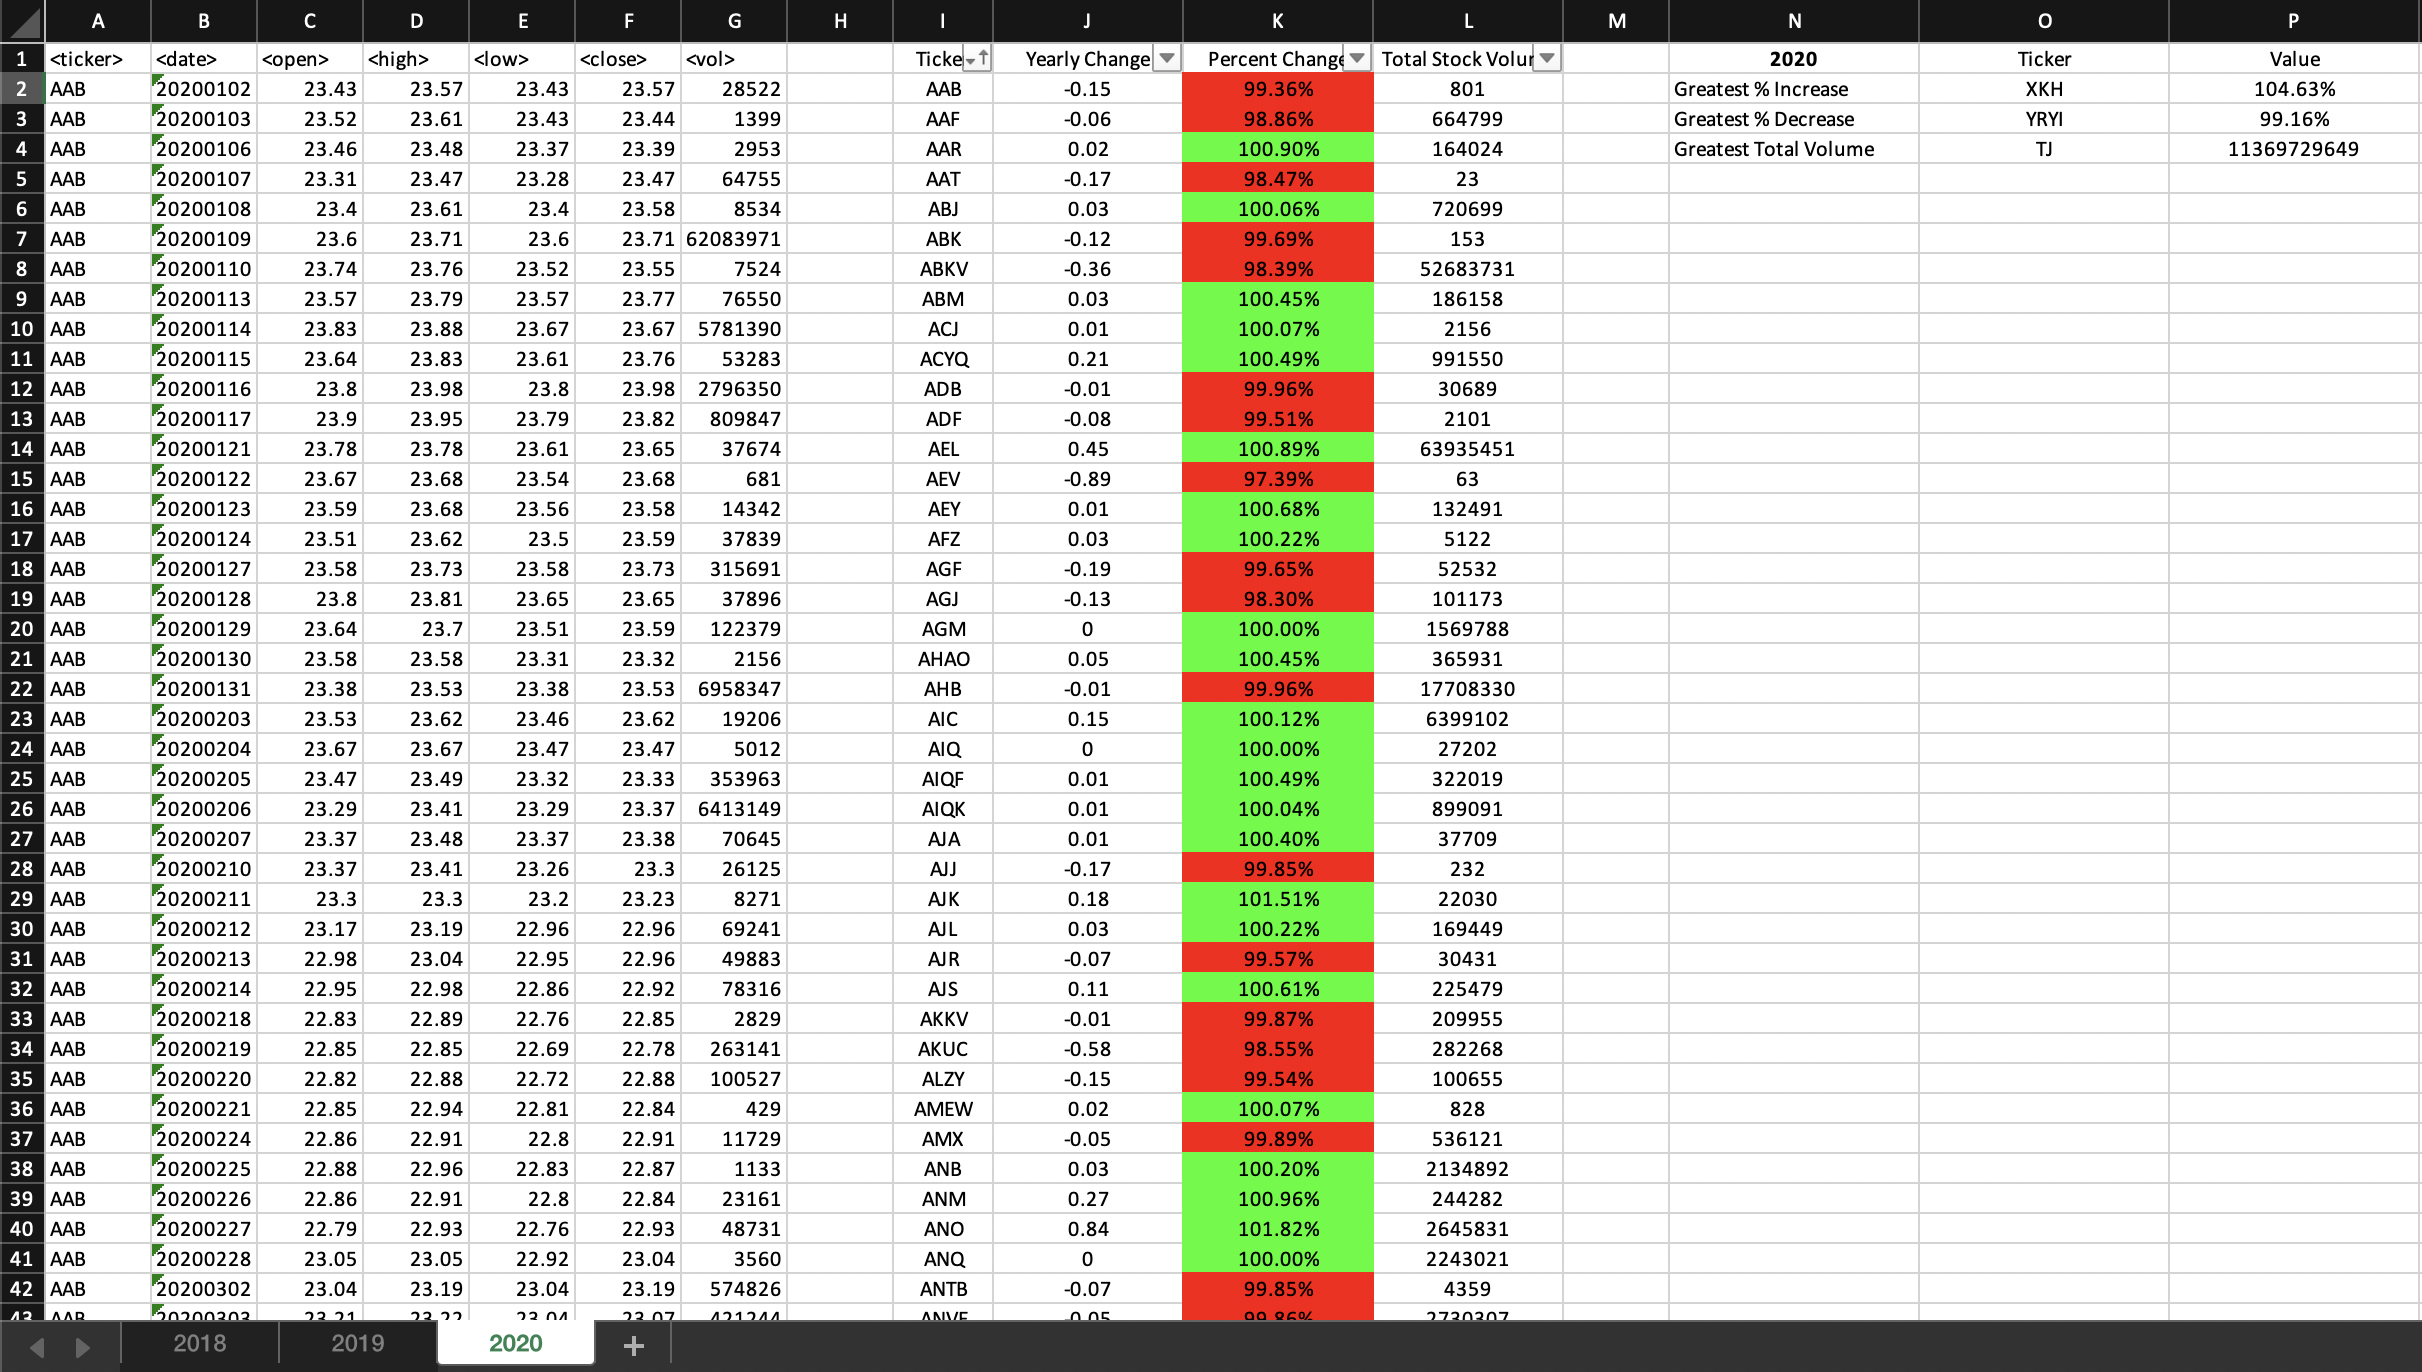 A B C D E F G H I J K L M N O P
1 <ticker> <date> <open> <high> <low> <close> <vol> Ticke Yearly Change Percent Change Total Stock Volur 2020 Ticker Value
2 AAB 20200102 23.43 23.57 23.43 23.57 28522 AAB -0.15 99.36% 801 Greatest % Increase XKH 104.63%
3 AAB 20200103 23.52 23.61 23.43 23.44 1399 AAF -0.06 98.86% 664799 Greatest % Decrease YRYI 99.16%
4 AAB 20200106 23.46 23.48 23.37 23.39 2953 AAR 0.02 100.90% 164024 Greatest Total Volume TJ 11369729649
5 AAB 20200107 23.31 23.47 23.28 23.47 64755 AAT -0.17 98.47% 23
6 AAB 20200108 23.4 23.61 23.4 23.58 8534 ABJ 0.03 100.06% 720699
7 AAB 20200109 23.6 23.71 23.6 23.71 62083971 ABK -0.12 99.69% 153
8 AAB 20200110 23.74 23.76 23.52 23.55 7524 ABKV -0.36 98.39% 52683731
9 AAB 20200113 23.57 23.79 23.57 23.77 76550 ABM 0.03 100.45% 186158
10 AAB 20200114 23.83 23.88 23.67 23.67 5781390 ACJ 0.01 100.07% 2156
11 AAB 20200115 23.64 23.83 23.61 23.76 53283 ACYQ 0.21 100.49% 991550
12 AAB 20200116 23.8 23.98 23.8 23.98 2796350 ADB -0.01 99.96% 30689
13 AAB 20200117 23.9 23.95 23.79 23.82 809847 ADF -0.08 99.51% 2101
14 AAB 20200121 23.78 23.78 23.61 23.65 37674 AEL 0.45 100.89% 63935451
15 AAB 20200122 23.67 23.68 23.54 23.68 681 AEV -0.89 97.39% 63
16 AAB 20200123 23.59 23.68 23.56 23.58 14342 AEY 0.01 100.68% 132491
17 AAB 20200124 23.51 23.62 23.5 23.59 37839 AFZ 0.03 100.22% 5122
18 AAB 20200127 23.58 23.73 23.58 23.73 315691 AGF -0.19 99.65% 52532
19 AAB 20200128 23.8 23.81 23.65 23.65 37896 AGJ -0.13 98.30% 101173
20 AAB 20200129 23.64 23.7 23.51 23.59 122379 AGM 0 100.00% 1569788
21 AAB 20200130 23.58 23.58 23.31 23.32 2156 AHAO 0.05 100.45% 365931
22 AAB 20200131 23.38 23.53 23.38 23.53 6958347 AHB -0.01 99.96% 17708330
23 AAB 20200203 23.53 23.62 23.46 23.62 19206 AIC 0.15 100.12% 6399102
24 AAB 20200204 23.67 23.67 23.47 23.47 5012 AIQ 0 100.00% 27202
25 AAB 20200205 23.47 23.49 23.32 23.33 353963 AIQF 0.01 100.49% 322019
26 AAB 20200206 23.29 23.41 23.29 23.37 6413149 AIQK 0.01 100.04% 899091
27 AAB 20200207 23.37 23.48 23.37 23.38 70645 AJA 0.01 100.40% 37709
28 AAB 20200210 23.37 23.41 23.26 23.3 26125 AJJ -0.17 99.85% 232
29 AAB 20200211 23.3 23.3 23.2 23.23 8271 AJK 0.18 101.51% 22030
30 AAB 20200212 23.17 23.19 22.96 22.96 69241 AJL 0.03 100.22% 169449
31 AAB 20200213 22.98 23.04 22.95 22.96 49883 AJR -0.07 99.57% 30431
32 AAB 20200214 22.95 22.98 22.86 22.92 78316 AJS 0.11 100.61% 225479
33 AAB 20200218 22.83 22.89 22.76 22.85 2829 AKKV -0.01 99.87% 209955
34 AAB 20200219 22.85 22.85 22.69 22.78 263141 AKUC -0.58 98.55% 282268
35 AAB 20200220 22.82 22.88 22.72 22.88 100527 ALZY -0.15 99.54% 100655
36 AAB 20200221 22.85 22.94 22.81 22.84 429 AMEW 0.02 100.07% 828
37 AAB 20200224 22.86 22.91 22.8 22.91 11729 AMX -0.05 99.89% 536121
38 AAB 20200225 22.88 22.96 22.83 22.87 1133 ANB 0.03 100.20% 2134892
39 AAB 20200226 22.86 22.91 22.8 22.84 23161 ANM 0.27 100.96% 244282
40 AAB 20200227 22.79 22.93 22.76 22.93 48731 ANO 0.84 101.82% 2645831
41 AAB 20200228 23.05 23.05 22.92 23.04 3560 ANQ 0 100.00% 2243021
42 AAB 20200302 23.04 23.19 23.04 23.19 574826 ANTB -0.07 99.85% 4359
43 AAB 20200303 23.21 23.22 23.04 23.07 421244 -0.05 99.86% 2730307
2018 2019 2020 +